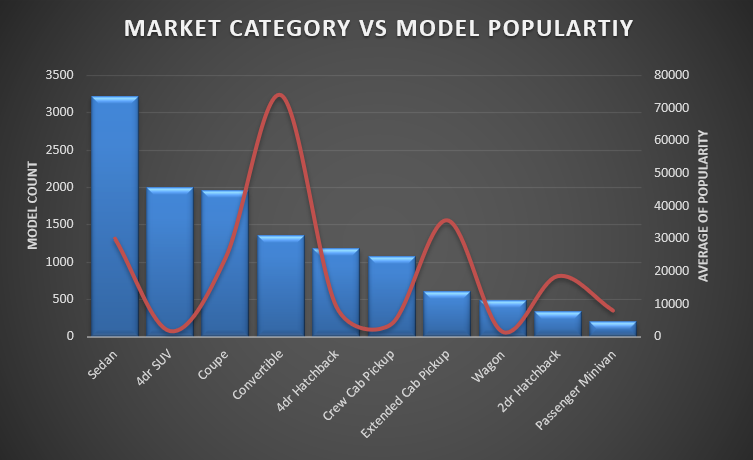 MARKET CATEGORY VS MODEL POPULARTIY
MODEL COUNT
3500
3000
2500
2000
1500
1000
500
0
80000
70000
60000
50000
40000
30000
20000
10000
0
AVERAGE OF POPULARITY
Sedan
4dr SUV
Coupe
Convertible
4dr Hatchback
Crew Cab Pickup
Extended Cab Pickup
Wagon
2dr Hatchback
Passenger Minivan